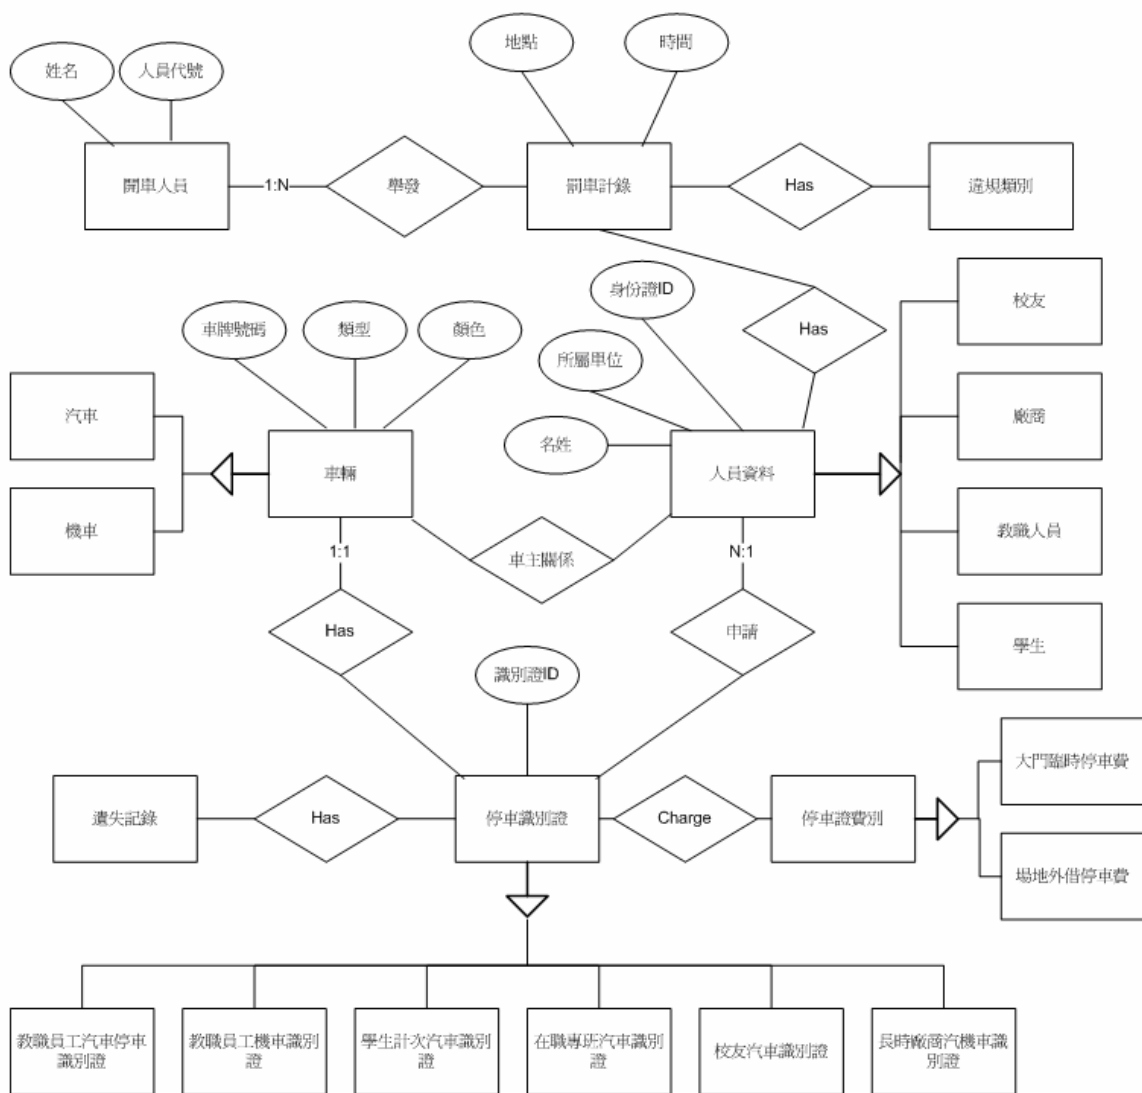 地點
時間
姓名
人員代號
開車人員
1:N
舉發
罰車計錄
Has
違規類別
身份證ID
車牌號碼
類型
顏色
所屬單位
Has
校友
汽車
名姓
廠商
車輛
人員資料
機車
教職人員
1:1
車主關係
N:1
Has
申請
學生
識別證ID
大門臨時停車費
遺失記錄
Has
停車識別證
Charge
停車證費別
場地外借停車費
教職員工汽車停車
識別證
教職員工機車識別
證
學生計次汽車識別
證
在職專班汽車識別
證
校友汽車識別證
長時廠商汽機車識
別證